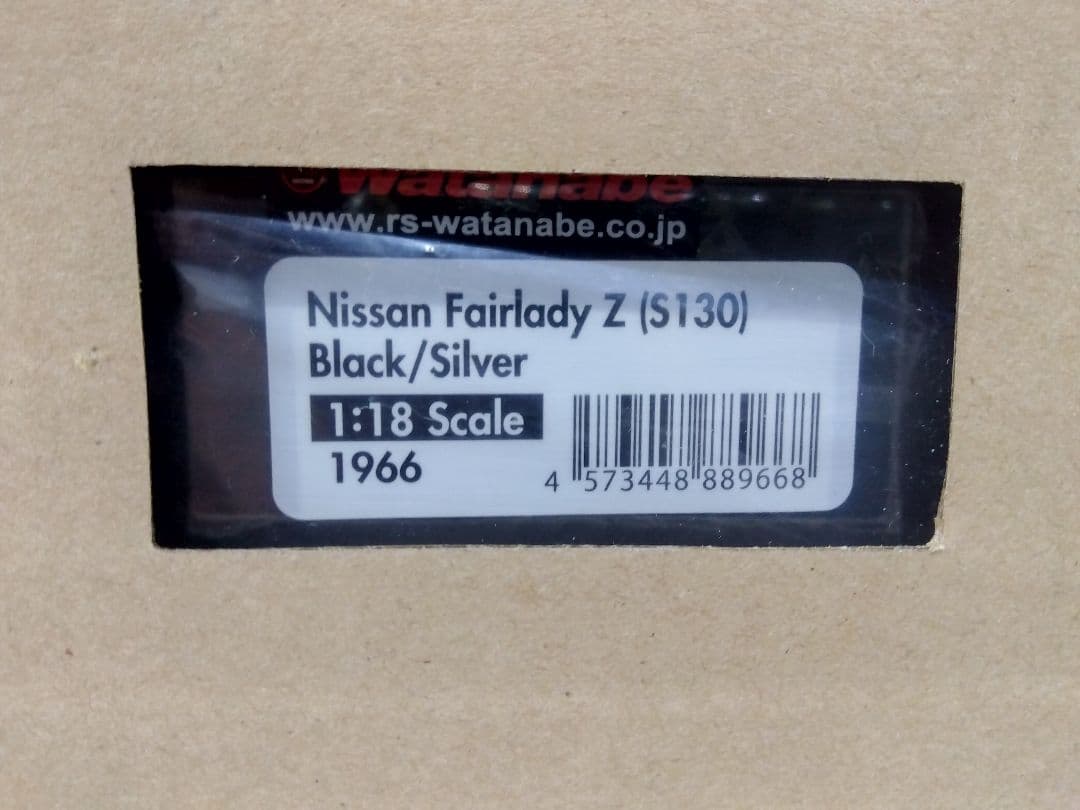 Watanabe
www.rs-watanabe.co.jp
Nissan Fairlady Z (S130)
Black/Silver
1:18 Scale
1966
4 573448 889668